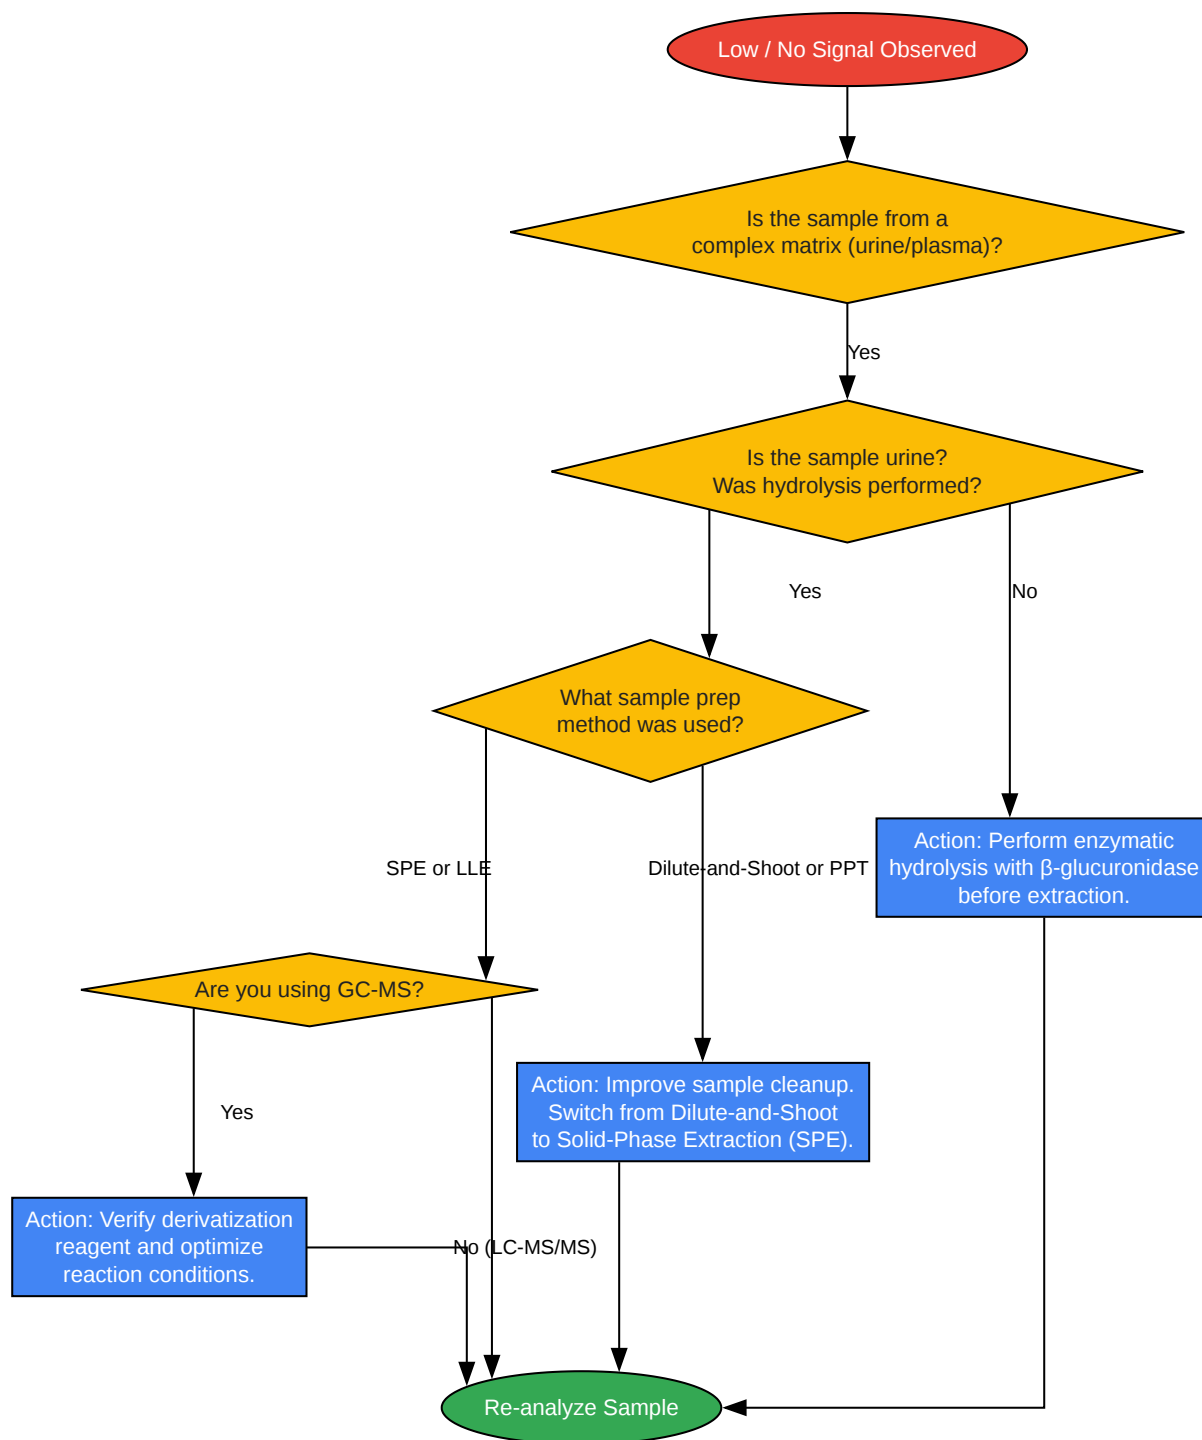 Low / No Signal Observed
Is the sample from a
complex matrix (urine/plasma)?
Yes
Is the sample urine?
Was hydrolysis performed?
Yes
No
What sample prep
method was used?
SPE or LLE
Dilute-and-Shoot or PPT
Action: Perform enzymatic
hydrolysis with β-glucuronidase
before extraction.
Are you using GC-MS?
Action: Improve sample cleanup.
Switch from Dilute-and-Shoot
to Solid-Phase Extraction (SPE).
Yes
Action: Verify derivatization
reagent and optimize
reaction conditions.
No (LC-MS/MS)
Re-analyze Sample